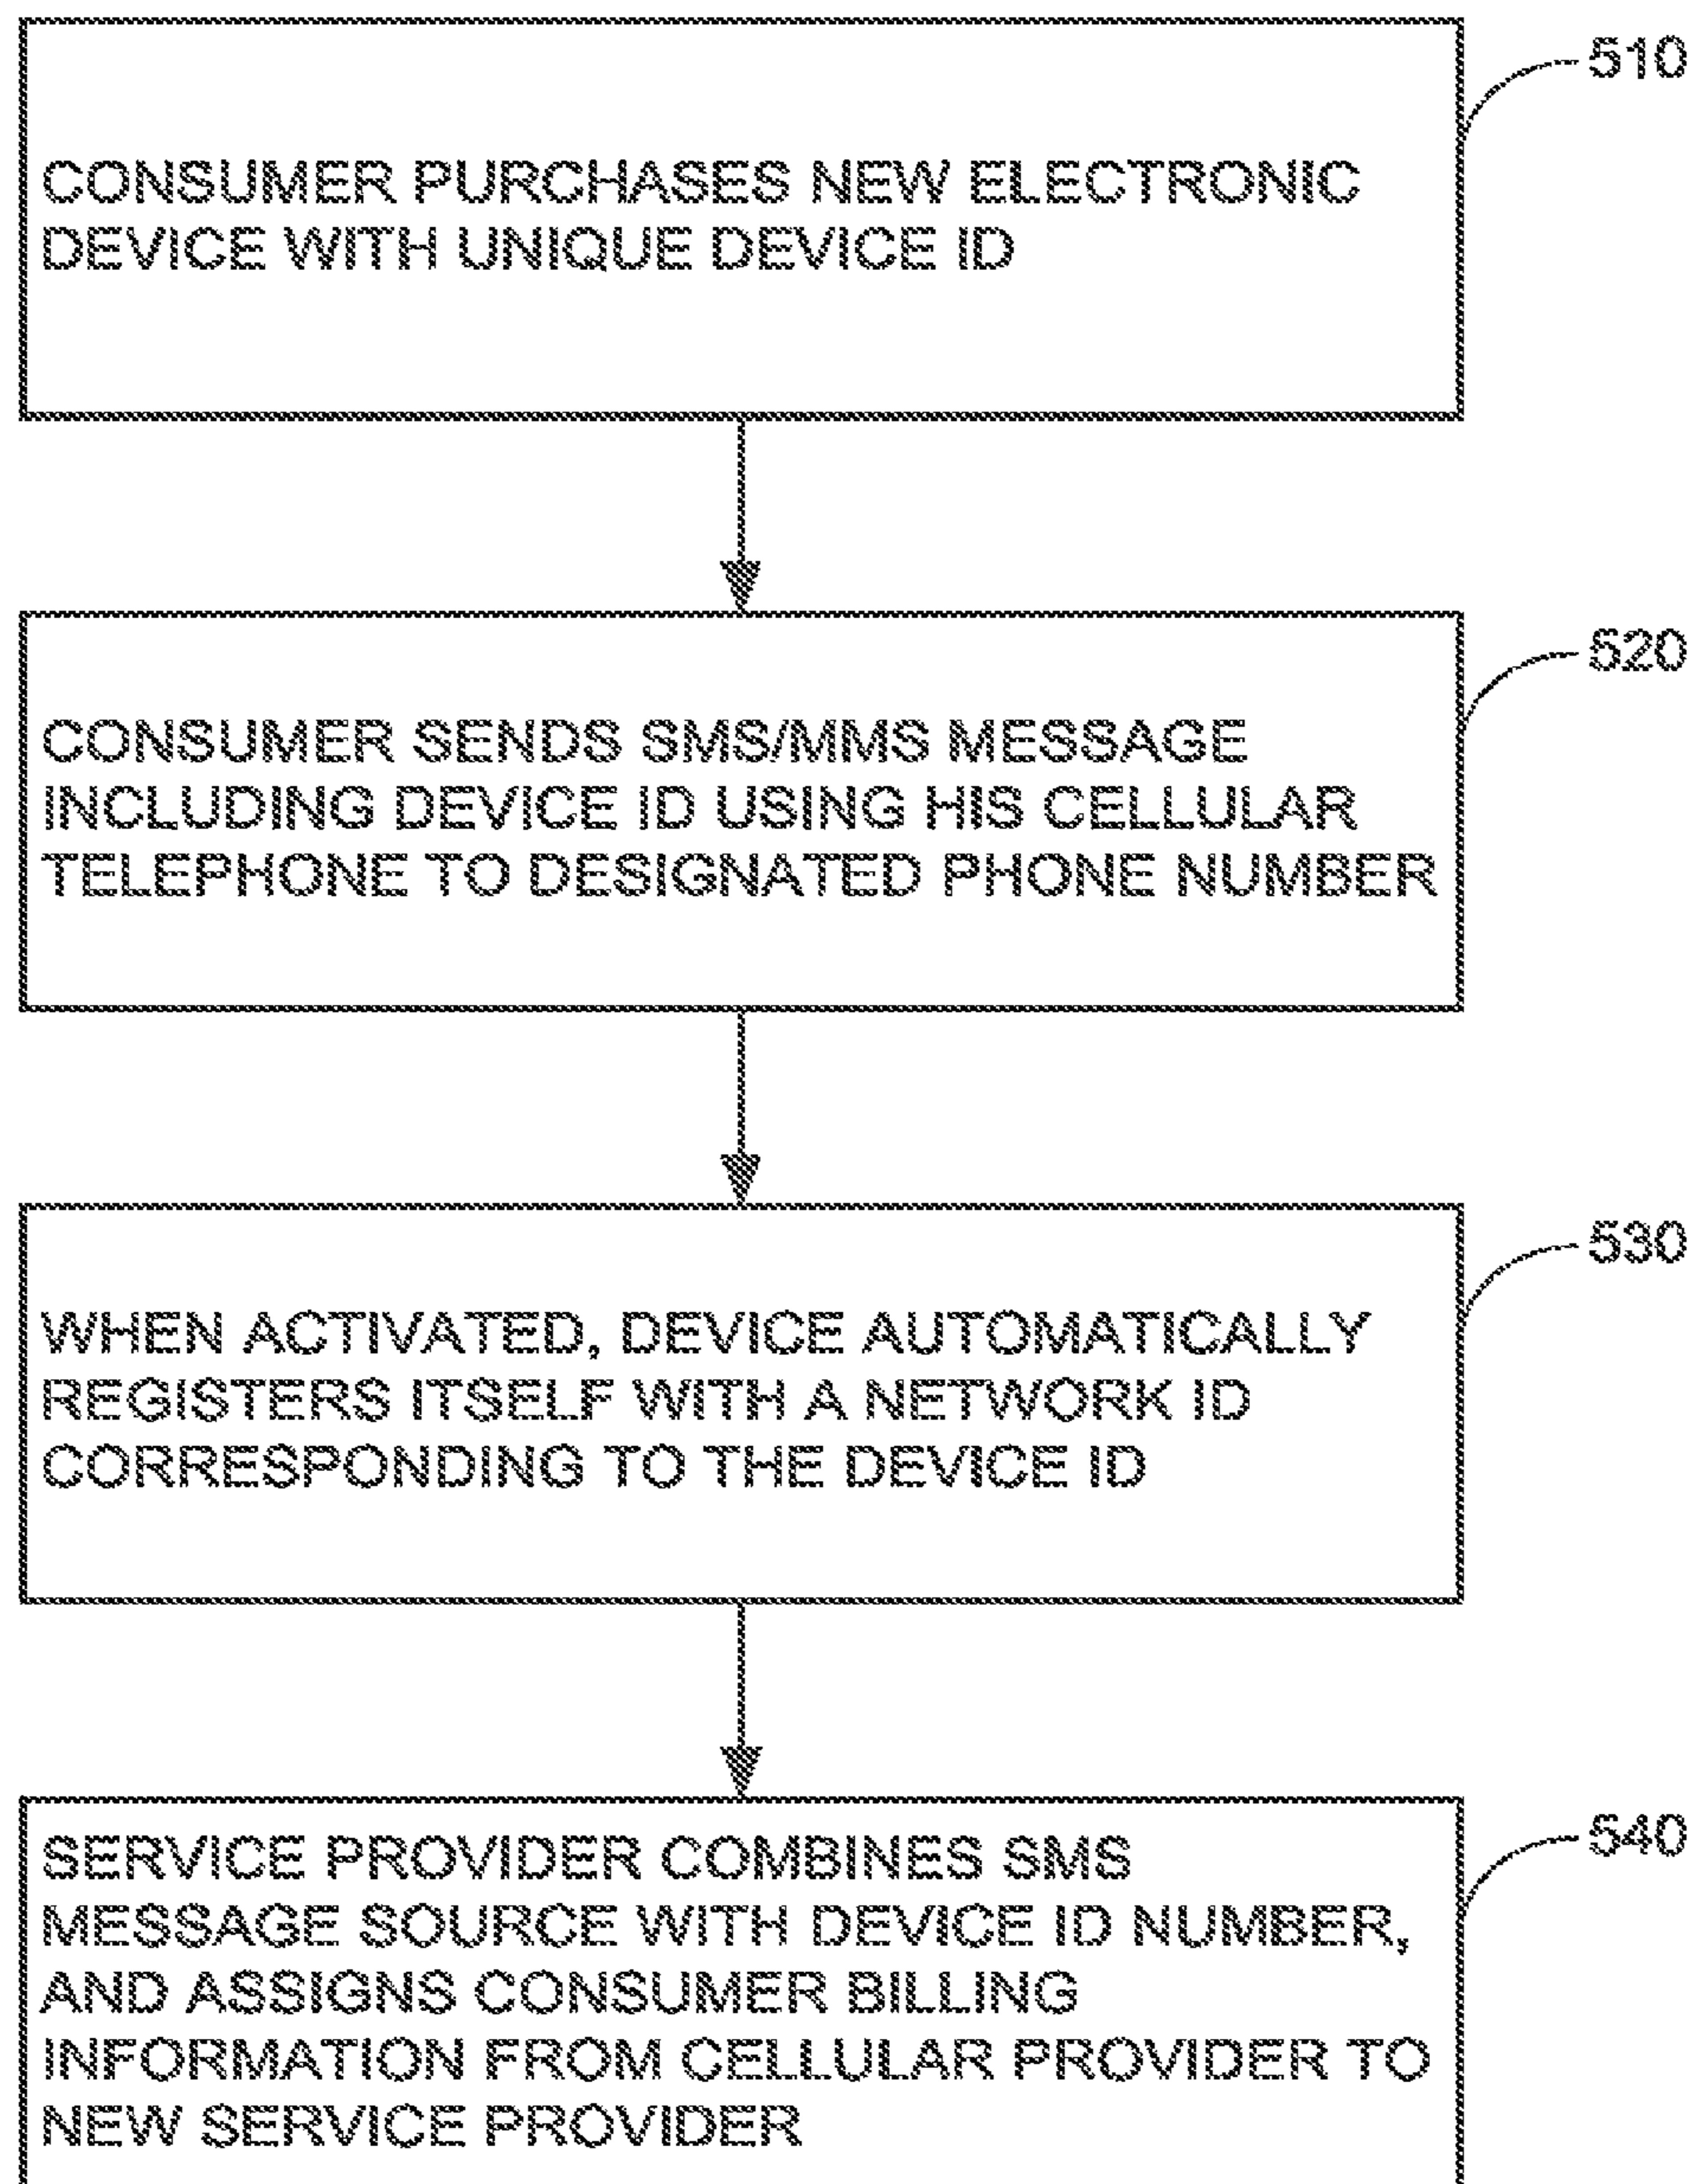 510
CONSUMER PURCHASES NEW ELECTRONIC
DEVICE WITH UNIQUE DEVICE ID
520
CONSUMER SENDS SMS/MMS MESSAGE
INCLUDING DEVICE ID USING HIS CELLULAR
TELEPHONE TO DESIGNATED PHONE NUMBER
530
WHEN ACTIVATED, DEVICE AUTOMATICALLY
REGISTERS ITSELF WITH A NETWORK ID
CORRESPONDING TO THE DEVICE ID
540
SERVICE PROVIDER COMBINES SMS
MESSAGE SOURCE WITH DEVICE ID NUMBER,
AND ASSIGNS CONSUMER BILLING
INFORMATION FROM CELLULAR PROVIDER TO
NEW SERVICE PROVIDER